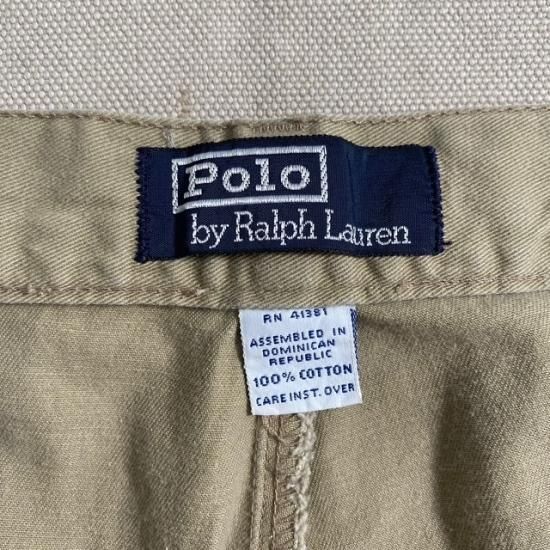 Polo
by Ralph Lauren
RN 41381
ASSEMBLED IN
DOMINICAN
REPUBLIC
100% COTTON
CARE INST. OVER